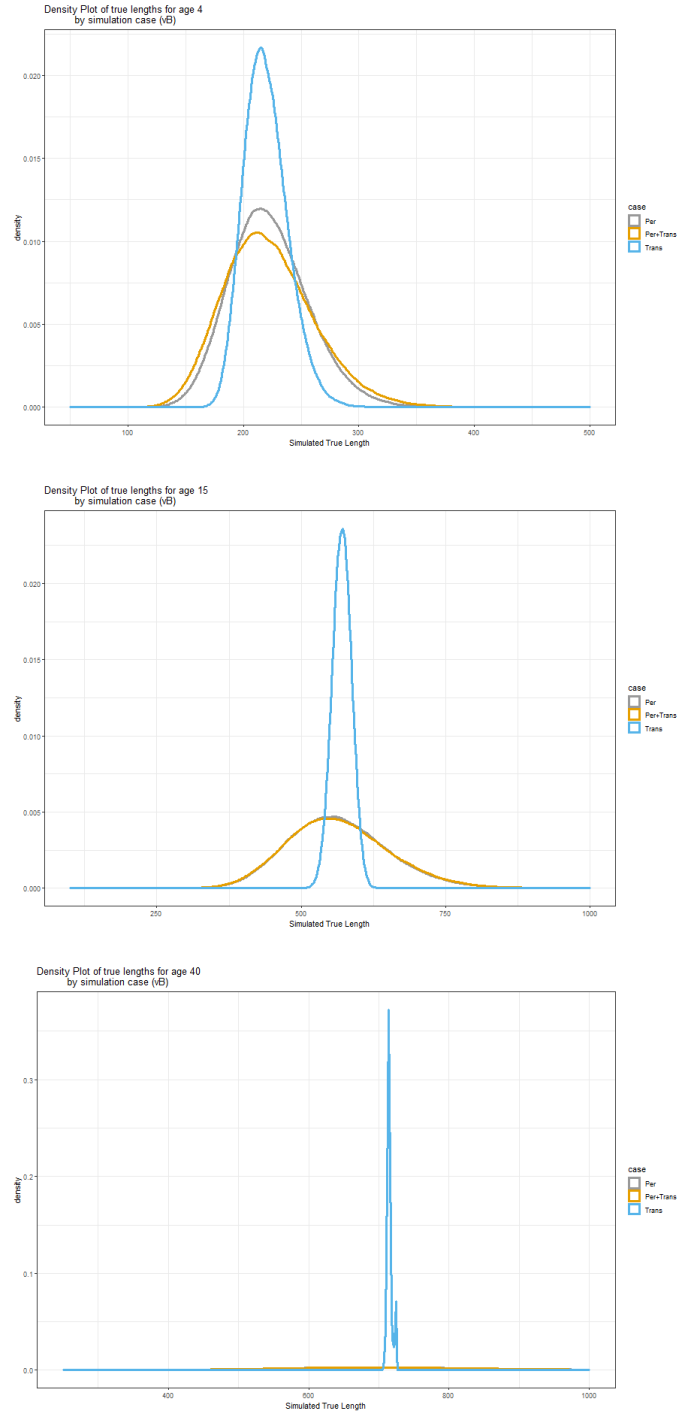 Density Plot of true lengths for age 4
by simulation case (vB)
0.020
0.015
0.010
0.005
0.000
density
100 200 300 400 500
Simulated True Length
case
Per
Per+Trans
Trans
Density Plot of true lengths for age 15
by simulation case (vB)
0.020
0.015
0.010
0.005
0.000
density
250 500 750 1000
Simulated True Length
case
Per
Per+Trans
Trans
Density Plot of true lengths for age 40
by simulation case (vB)
0.3
0.2
0.1
0.0
density
400 600 800 1000
Simulated True Length
case
Per
Per+Trans
Trans